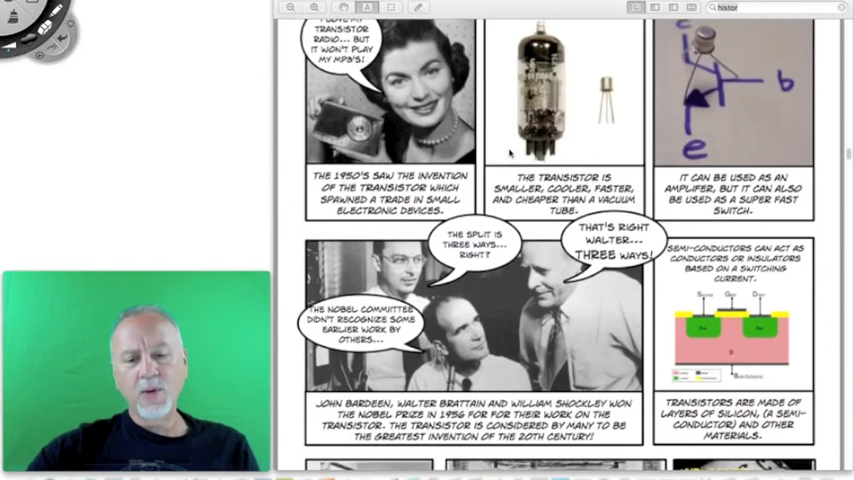 histor
I LOVE MY
TRANSISTOR
RADIO... BUT
IT WON'T PLAY
MY MP3'S!
THE 1950'S SAW THE INVENTION
OF THE TRANSISTOR WHICH
SPAWNED A TRADE IN SMALL
ELECTRONIC DEVICES.
THE TRANSISTOR IS
SMALLER, COOLER, FASTER,
AND CHEAPER THAN A VACUUM
TUBE.
c
b
e
IT CAN BE USED AS AN
AMPLIFER, BUT IT CAN ALSO
BE USED AS A SUPER FAST
SWITCH.
THE SPLIT IS
THREE WAYS...
RIGHT?
THAT'S RIGHT
WALTER...
THREE WAYS!
THE NOBEL COMMITTEE
DIDN'T RECOGNIZE SOME
EARLIER WORK BY
OTHERS...
JOHN BARDEEN, WALTER BRATTAIN AND WILLIAM SHOCKLEY WON
THE NOBEL PRIZE IN 1956 FOR FOR THEIR WORK ON THE
TRANSISTOR. THE TRANSISTOR IS CONSIDERED BY MANY TO BE
THE GREATEST INVENTION OF THE 20TH CENTURY!
SEMI-CONDUCTORS CAN ACT AS
CONDUCTORS OR INSULATORS
BASED ON A SWITCHING
CURRENT.
Source Gate Drain
P
TRANSISTORS ARE MADE OF
LAYERS OF SILICON, (A SEMI-
CONDUCTOR) AND OTHER
MATERIALS.